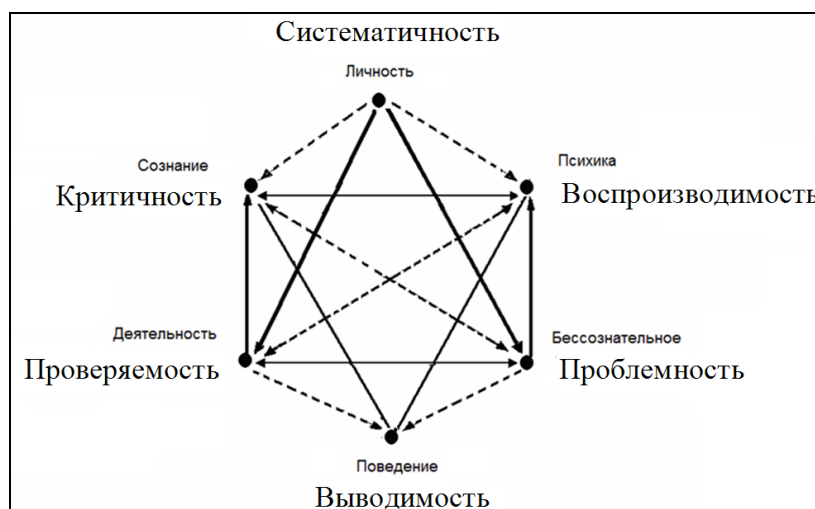 Систематичность
Личность
Сознание
Психика
Критичность
Воспроизводимость
Деятельность
Бессознательное
Проверяемость
Проблемность
Поведение
Выводимость